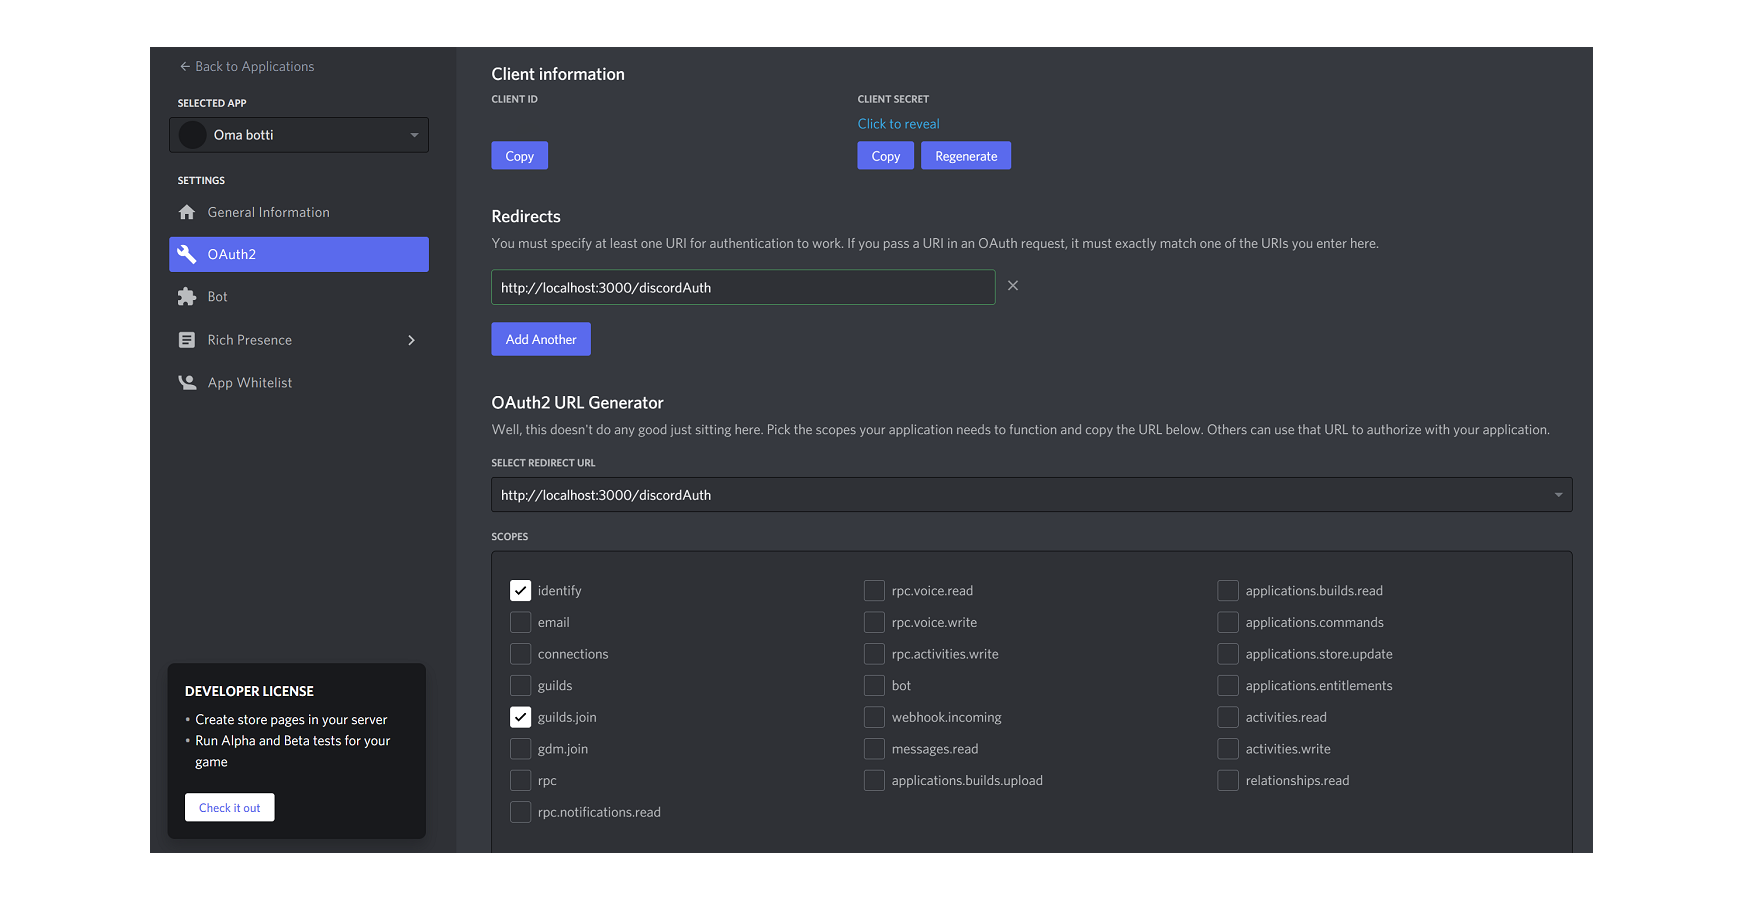 Back to Applications
SELECTED APP
Oma botti
SETTINGS
General Information
OAuth2
Bot
Rich Presence
App Whitelist
DEVELOPER LICENSE
• Create store pages in your server
• Run Alpha and Beta tests for your
game
Check it out
Client information
CLIENT ID
Copy
CLIENT SECRET
Click to reveal
Copy Regenerate
Redirects
You must specify at least one URI for authentication to work. If you pass a URI in an OAuth request, it must exactly match one of the URIs you enter here.
http://localhost:3000/discordAuth
Add Another
OAuth2 URL Generator
Well, this doesn't do any good just sitting here. Pick the scopes your application needs to function and copy the URL below. Others can use that URL to authorize with your application.
SELECT REDIRECT URL
http://localhost:3000/discordAuth
SCOPES
identify
email
connections
guilds
guilds.join
gdm.join
rpc
rpc.notifications.read
rpc.voice.read
rpc.voice.write
rpc.activities.write
bot
webhook.incoming
messages.read
applications.builds.upload
applications.builds.read
applications.commands
applications.store.update
applications.entitlements
activities.read
activities.write
relationships.read